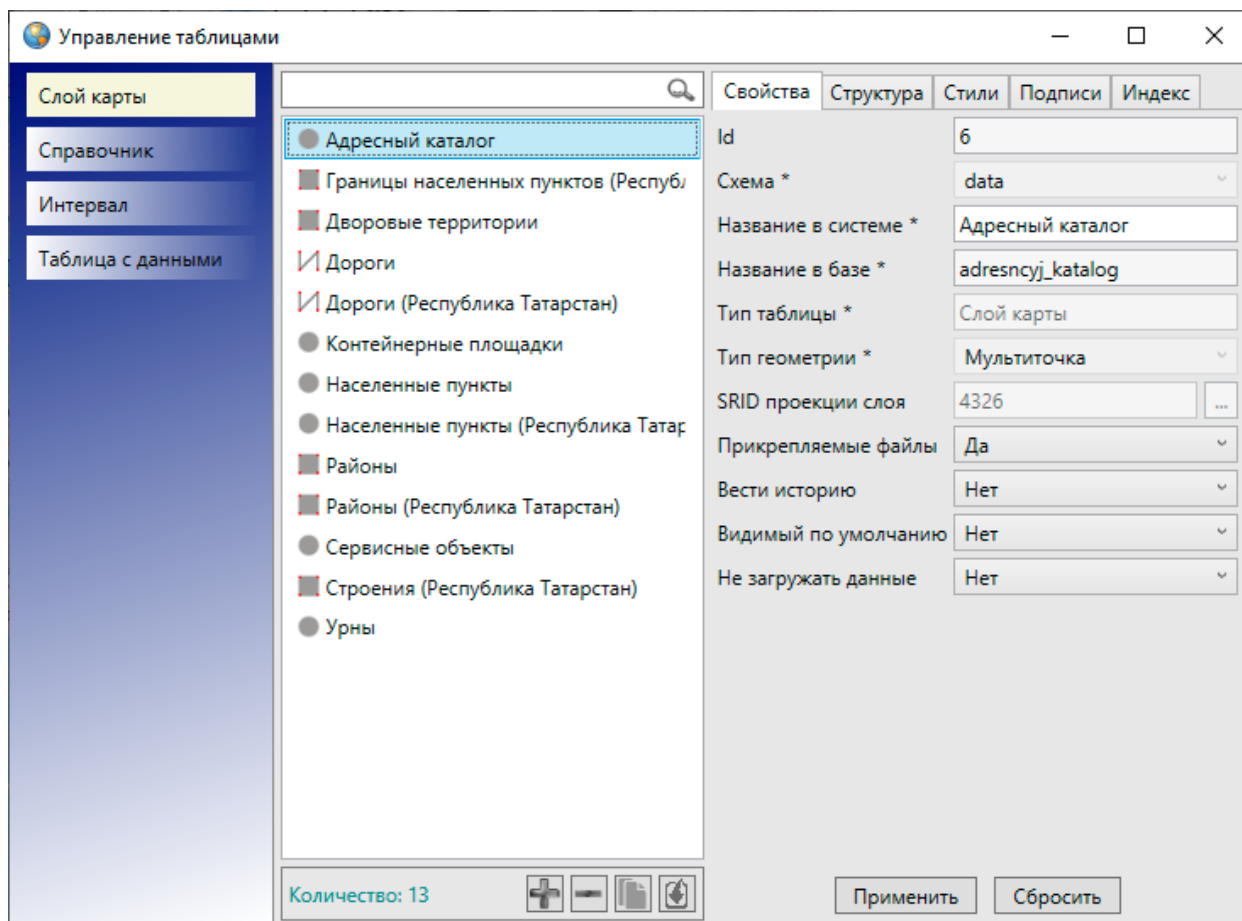 Управление таблицами
Слой карты
Справочник
Интервал
Таблица с данными
Адресный каталог
Границы населенных пунктов (Респуб
Дворовые территории
Дороги
Дороги (Республика Татарстан)
Контейнерные площадки
Населенные пункты
Населенные пункты (Республика Татар
Районы
Районы (Республика Татарстан)
Сервисные объекты
Строения (Республика Татарстан)
Урны
Количество: 13
Свойства Структура Стили Подписи Индекс
Id 6
Схема * data
Название в системе * Адресный каталог
Название в базе * adresncyj_katalog
Тип таблицы * Слой карты
Тип геометрии * Мультиточка
SRID проекции слоя 4326 ...
Прикрепляемые файлы Да
Вести историю Нет
Видимый по умолчанию Нет
Не загружать данные Нет
Применить Сбросить